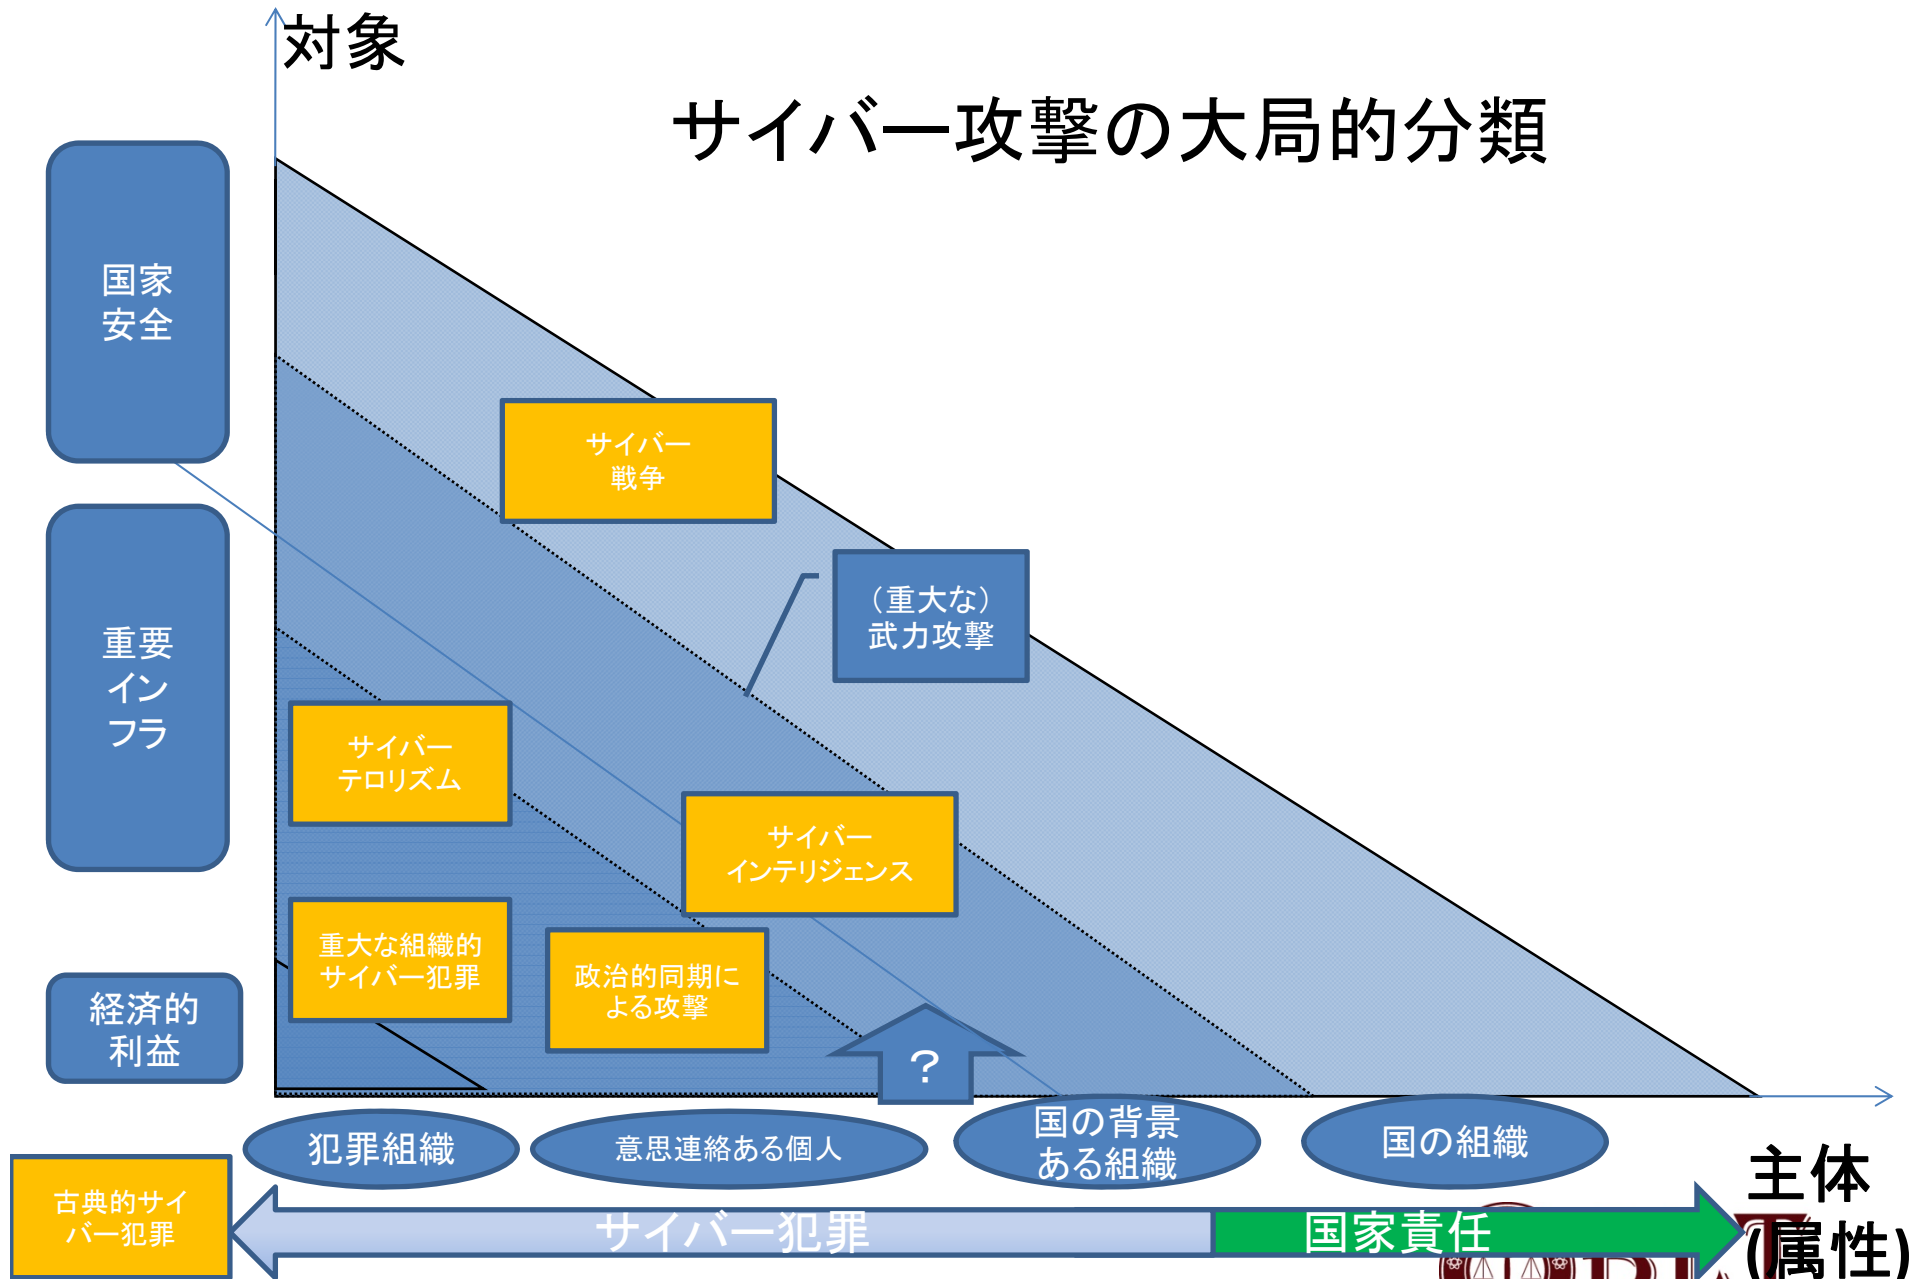 対象
サイバー攻撃の大局的分類
国家
安全
サイバー
戦争
（重大な）
武力攻撃
重要
イン
フラ
サイバー
テロリズム
サイバー
インテリジェンス
重大な組織的
サイバー犯罪
政治的同期に
よる攻撃
経済的
利益
？
犯罪組織
意思連絡ある個人
国の背景
ある組織
国の組織
主体
(属性)
古典的サイ
バー犯罪
サイバー犯罪
国家責任